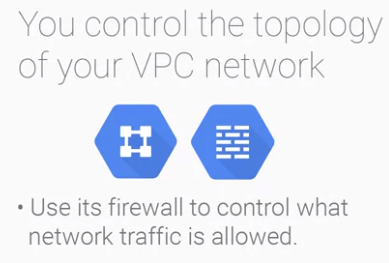 You control the topology
of your VPC network
• Use its firewall to control what
network traffic is allowed.